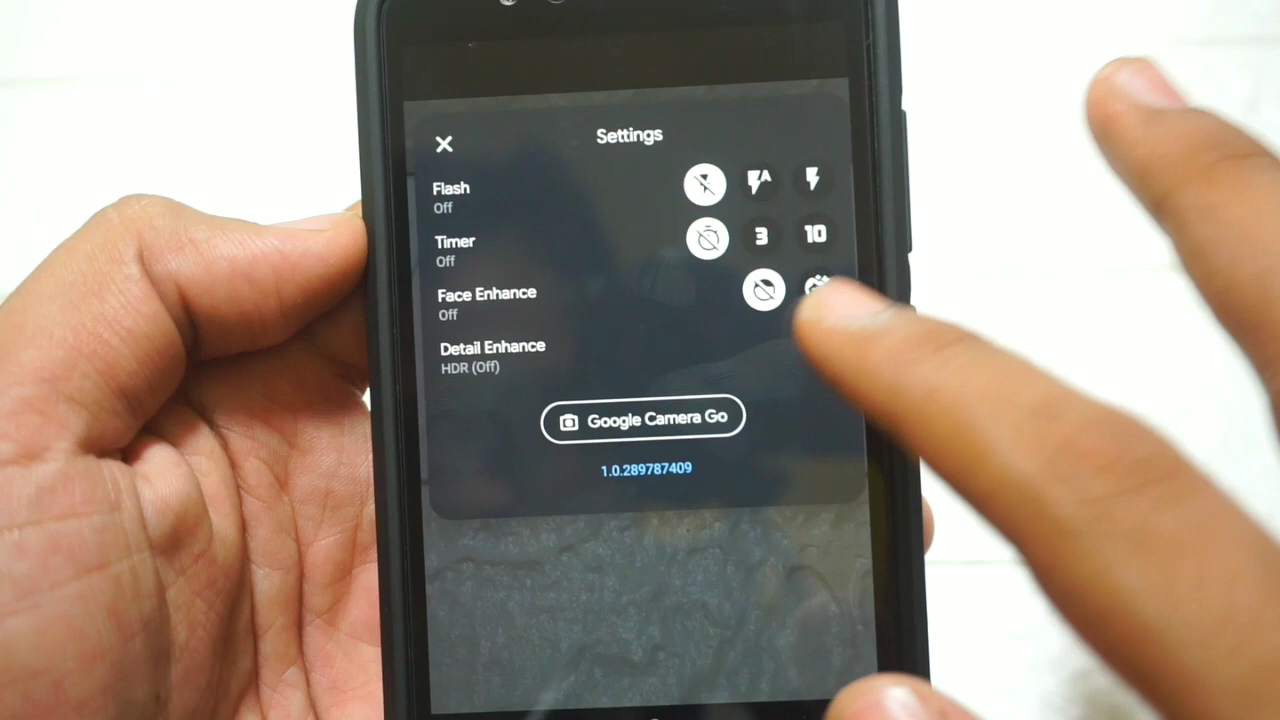 Settings
Flash
Off
A
Timer
Off
3
10
Face Enhance
Off
Detail Enhance
HDR (Off)
Google Camera Go
1.0.289787409